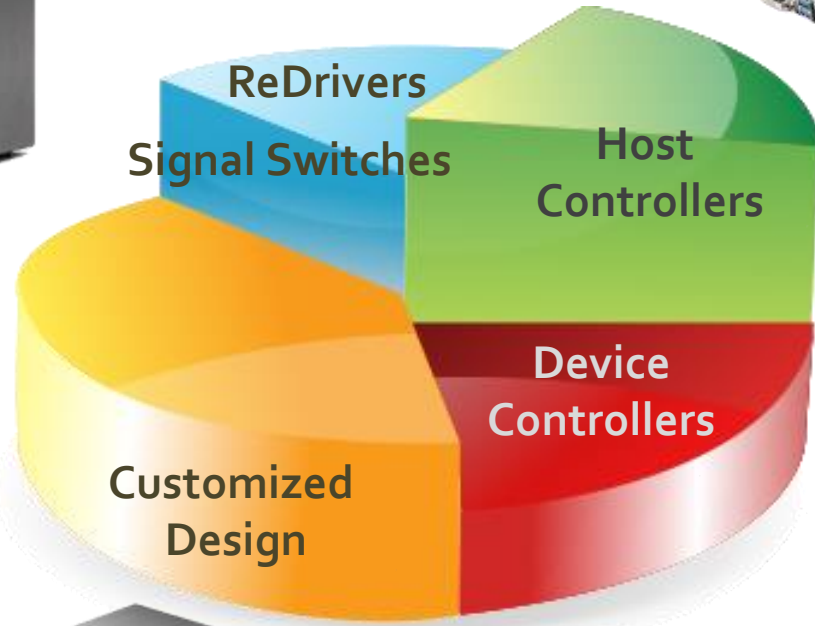 ReDrivers
Signal Switches
Host
Controllers
Device
Controllers
Customized
Design